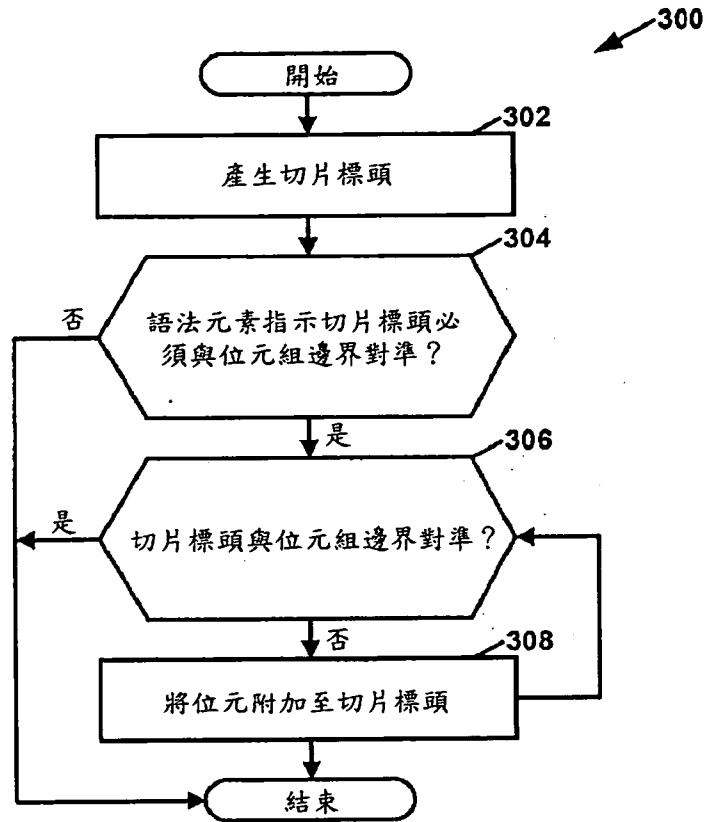 300
開始
302
產生切片標頭
304
語法元素指示切片標頭必
須與位元組邊界對準？
否
是
306
切片標頭與位元組邊界對準？
是
否
308
將位元附加至切片標頭
結束